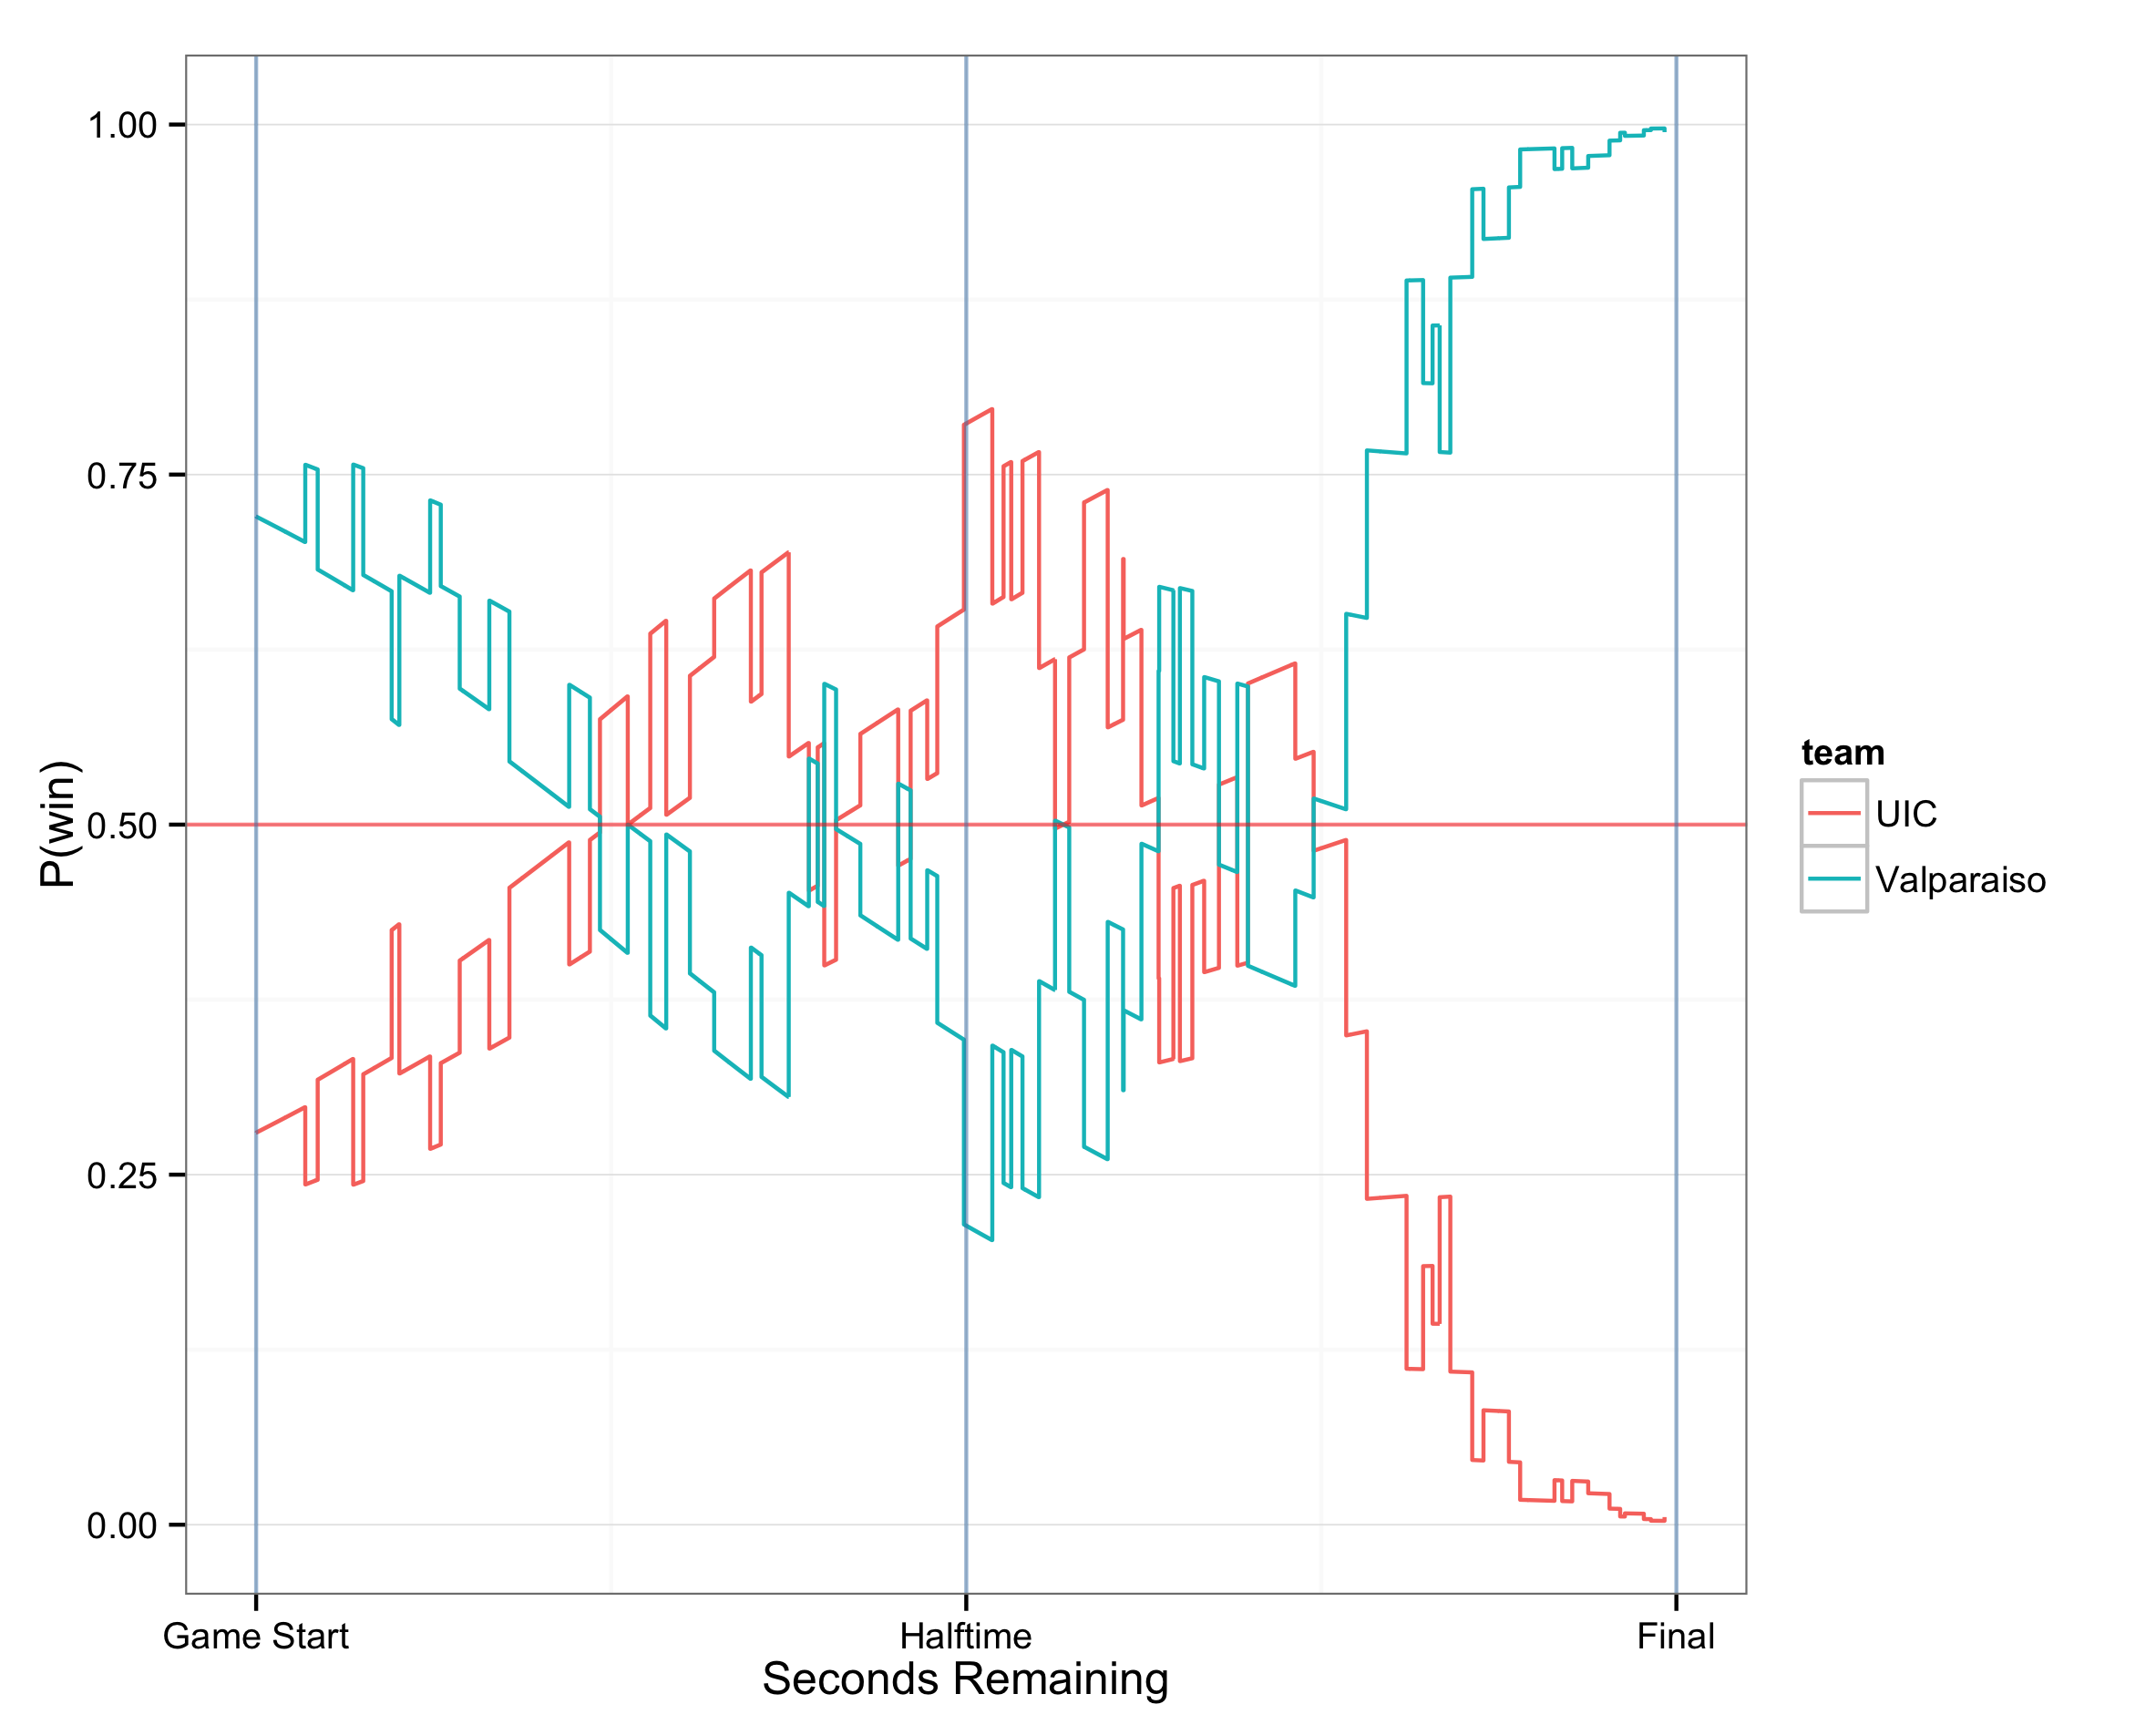 1.00
0.75
0.50
0.25
0.00
P(win)
Game Start
Halftime
Final
Seconds Remaining
team
UIC
Valparaiso